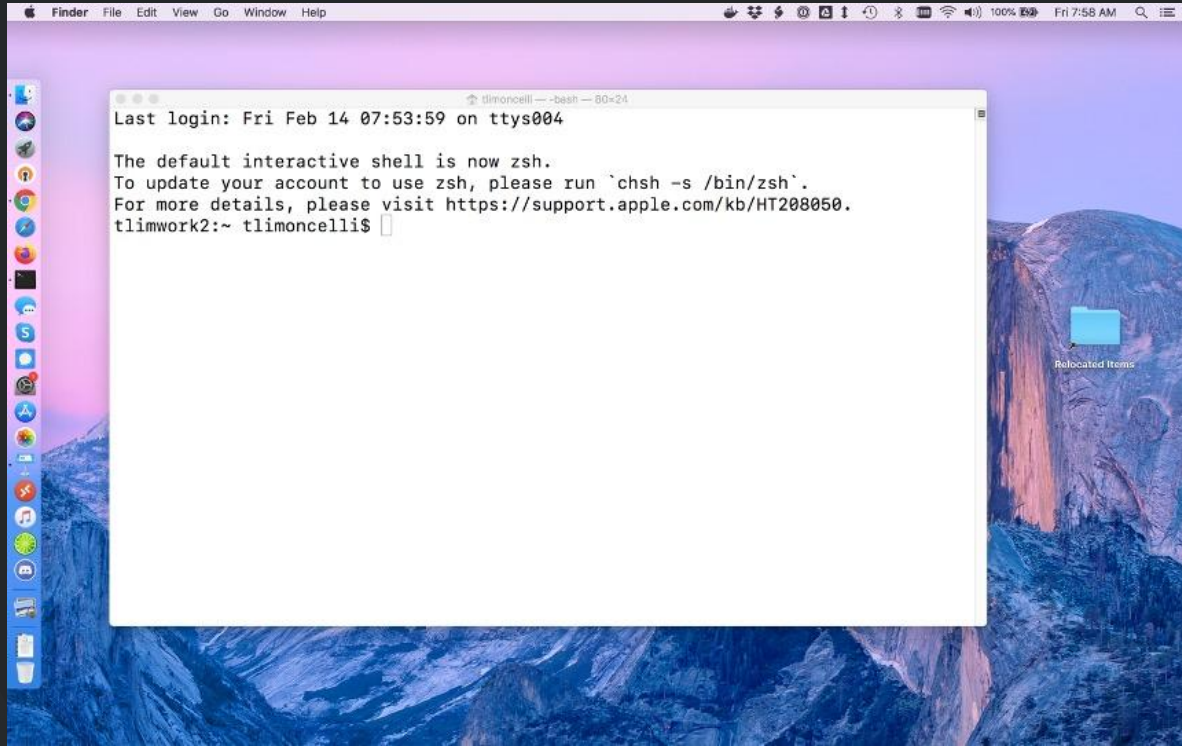 Finder File Edit View Go Window Help 100% Fri 7:58 AM
tlimoncelli — -bash — 80×24
Last login: Fri Feb 14 07:53:59 on ttys004
The default interactive shell is now zsh.
To update your account to use zsh, please run `chsh -s /bin/zsh`.
For more details, please visit https://support.apple.com/kb/HT208050.
tlimwork2:~ tlimoncelli$
Relocated Items